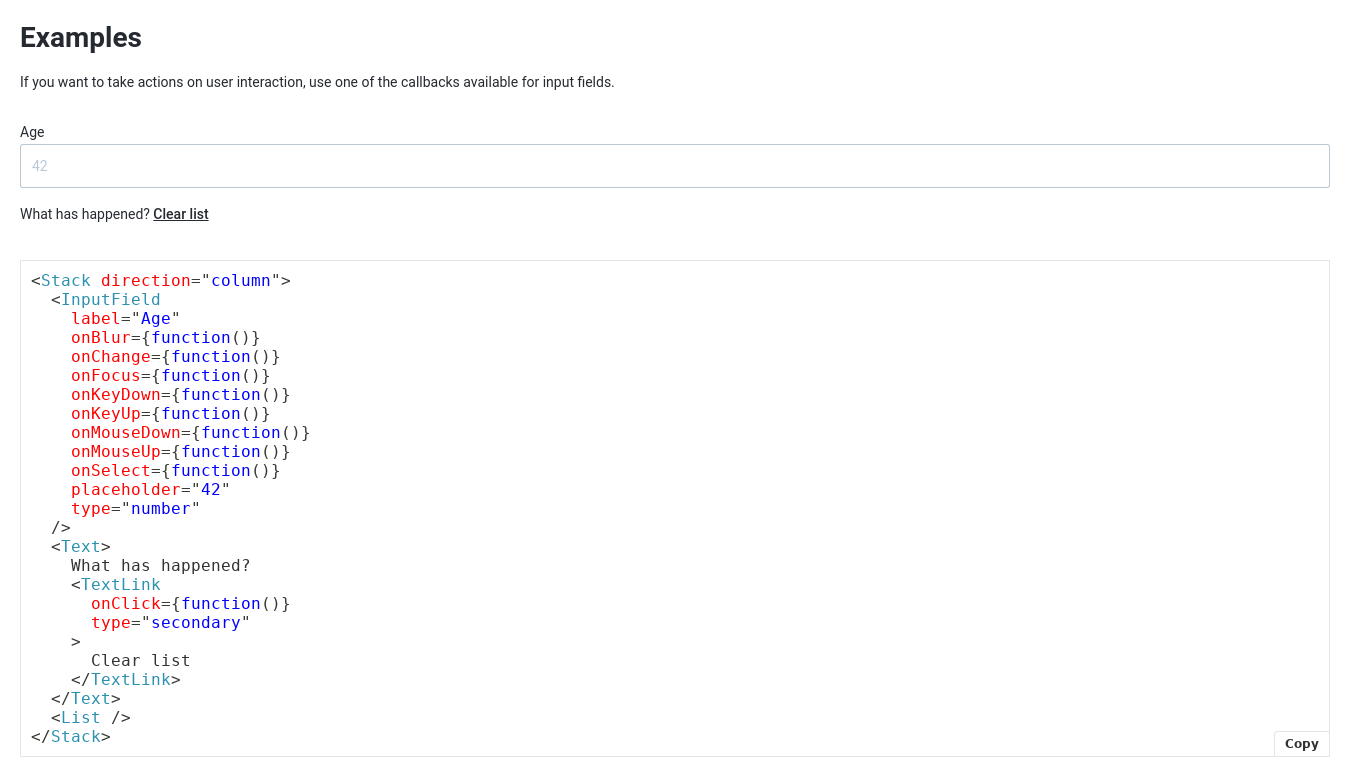 Examples
If you want to take actions on user interaction, use one of the callbacks available for input fields.
Age
42
What has happened? Clear list
<Stack direction="column">
  <InputField
    label="Age"
    onBlur={function()}
    onChange={function()}
    onFocus={function()}
    onKeyDown={function()}
    onKeyUp={function()}
    onMouseDown={function()}
    onMouseUp={function()}
    onSelect={function()}
    placeholder="42"
    type="number"
  />
  <Text>
    What has happened?
    <TextLink
      onClick={function()}
      type="secondary"
    >
      Clear list
    </TextLink>
  </Text>
  <List />
</Stack>
Copy